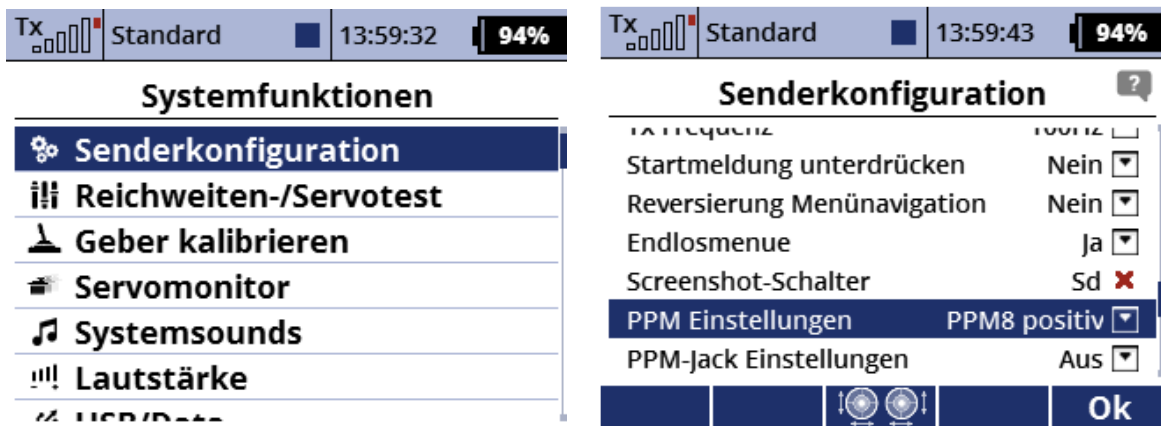 Tx Standard 13:59:32 94%
Systemfunktionen
Senderkonfiguration
Reichweiten-/Servotest
Geber kalibrieren
Servomonitor
Systemsounds
Lautstärke
Tx Standard 13:59:43 94%
Senderkonfiguration ?
Startmeldung unterdrücken Nein
Reversierung Menünavigation Nein
Endlosmenue Ja
Screenshot-Schalter Sd
PPM Einstellungen PPM8 positiv
PPM-Jack Einstellungen Aus
Ok